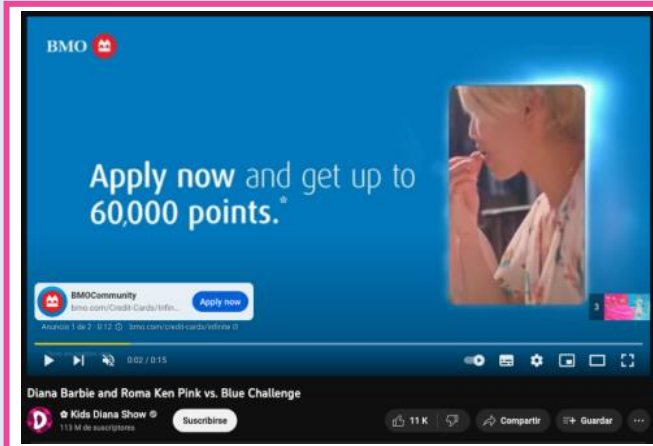 BMO
Apply now and get up to
60,000 points.*
BMOCommunity
bmo.com/Credit-Cards/Infin...
Apply now
Anuncio 1 de 2 · 0:12 bmo.com/credit-cards/infinite
3
0:02 / 0:15
Diana Barbie and Roma Ken Pink vs. Blue Challenge
D
✿ Kids Diana Show
113 M de suscriptores
Suscribirse
11 K
Compartir
Guardar